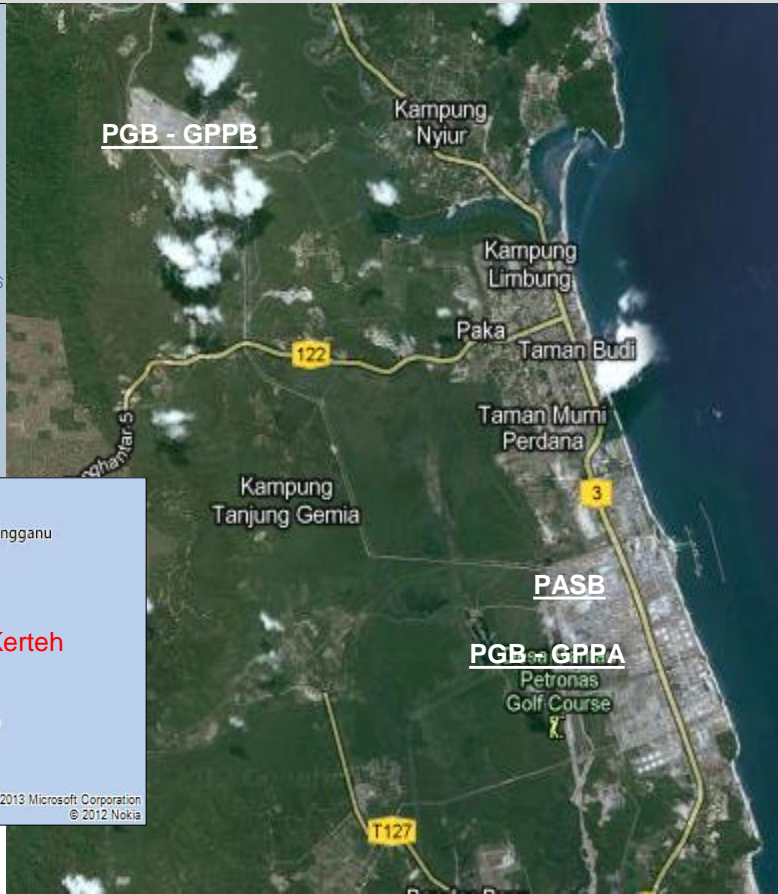 PGB - GPPB
Kampung
Nyiur
Kampung
Limbung
Paka
Taman Budi
122
Taman Murni
Perdana
3
Kampung
Tanjung Gemia
PASB
PGB - GPPA
Petronas
Golf Course
T127
Kerteh
2013 Microsoft Corporation
© 2012 Nokia